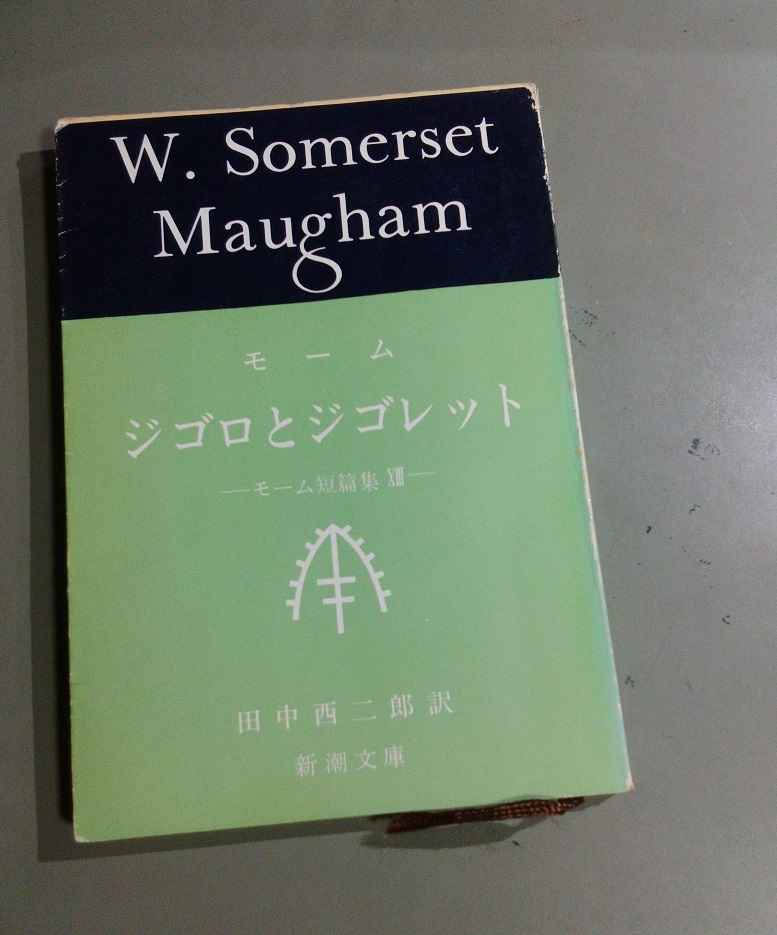 W. Somerset
Maugham
モーム
ジゴロとジゴレット
―モーム短篇集 XIII―
田中西二郎訳
新潮文庫